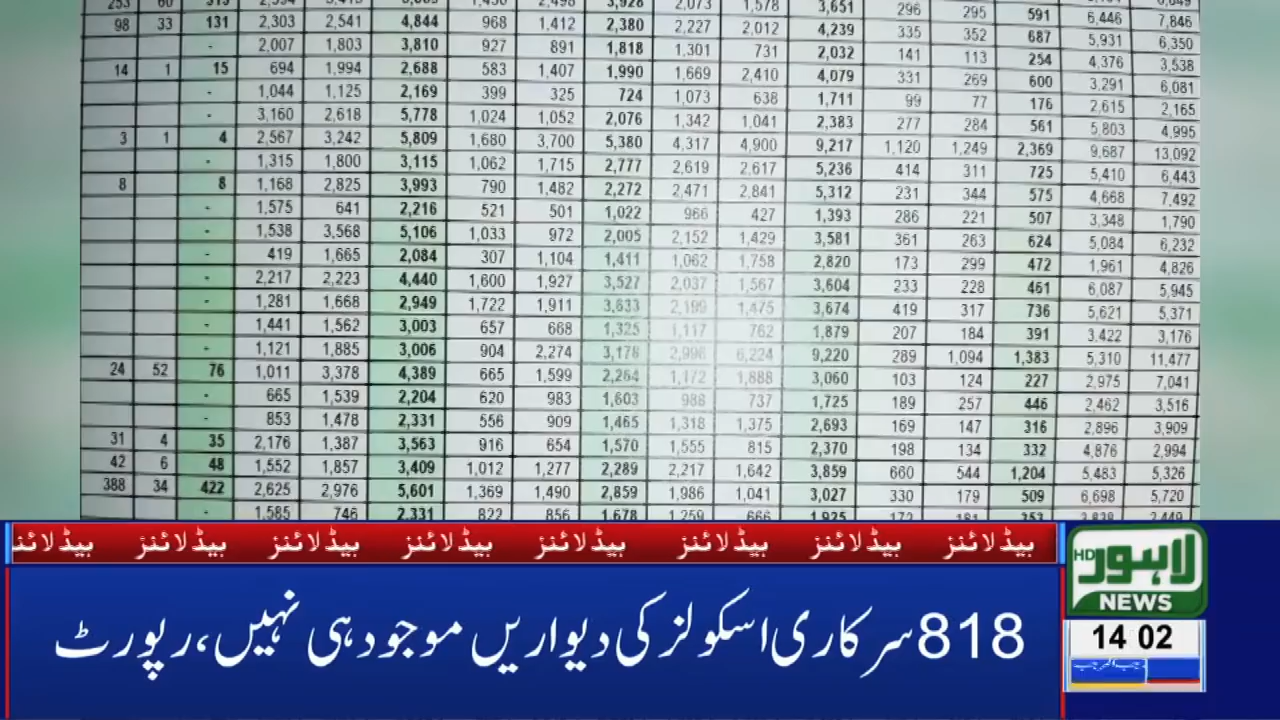 98 33 131 2,303 2,541 4,844 968 1,412 2,380 2,227 2,012 4,239 335 352 687 6,446 7,846
- 2,007 1,803 3,810 927 891 1,818 1,301 731 2,032 141 113 254 5,931 6,350
14 1 15 694 1,994 2,688 583 1,407 1,990 1,669 2,410 4,079 331 269 600 4,376 3,538
- 1,044 1,125 2,169 399 325 724 1,073 638 1,711 99 77 176 3,291 6,081
- 3,160 2,618 5,778 1,024 1,052 2,076 1,342 1,041 2,383 277 284 561 2,615 2,165
3 1 4 2,567 3,242 5,809 1,680 3,700 5,380 4,317 4,900 9,217 1,120 1,249 2,369 5,803 4,995
- 1,315 1,800 3,115 1,062 1,715 2,777 2,619 2,617 5,236 414 311 725 9,687 13,092
8 8 1,168 2,825 3,993 790 1,482 2,272 2,471 2,841 5,312 231 344 575 5,410 6,443
- 1,575 641 2,216 521 501 1,022 966 427 1,393 286 221 507 4,668 7,492
- 1,538 3,568 5,106 1,033 972 2,005 2,152 1,429 3,581 361 263 624 3,348 1,790
- 419 1,665 2,084 307 1,104 1,411 1,062 1,758 2,820 173 299 472 5,084 6,232
- 2,217 2,223 4,440 1,600 1,927 3,527 2,037 1,567 3,604 233 228 461 1,961 4,826
- 1,281 1,668 2,949 1,722 1,911 3,633 2,199 1,475 3,674 419 317 736 6,087 5,945
- 1,441 1,562 3,003 657 668 1,325 1,117 762 1,879 207 184 391 5,621 5,371
- 1,121 1,885 3,006 904 2,274 3,178 2,996 6,224 9,220 289 1,094 1,383 3,422 3,176
24 52 76 1,011 3,378 4,389 665 1,599 2,264 1,172 1,888 3,060 103 124 227 5,310 11,477
- 665 1,539 2,204 620 983 1,603 988 737 1,725 189 257 446 2,975 7,041
- 853 1,478 2,331 556 909 1,465 1,318 1,375 2,693 169 147 316 2,462 3,516
31 4 35 2,176 1,387 3,563 916 654 1,570 1,555 815 2,370 198 134 332 2,896 3,909
42 6 48 1,552 1,857 3,409 1,012 1,277 2,289 2,217 1,642 3,859 660 544 1,204 4,876 2,994
388 34 422 2,625 2,976 5,601 1,369 1,490 2,859 1,986 1,041 3,027 330 179 509 5,483 5,326
- 1,585 746 2,331 822 856 1,678 1,259 666 1,925 6,698 5,720
ہیڈلائنز ہیڈلائنز ہیڈلائنز ہیڈلائنز ہیڈلائنز ہیڈلائنز ہیڈلائنز
818 سرکاری اسکولز کی دیواریں موجود ہی نہیں، رپورٹ
HD لاہور
NEWS
14 02